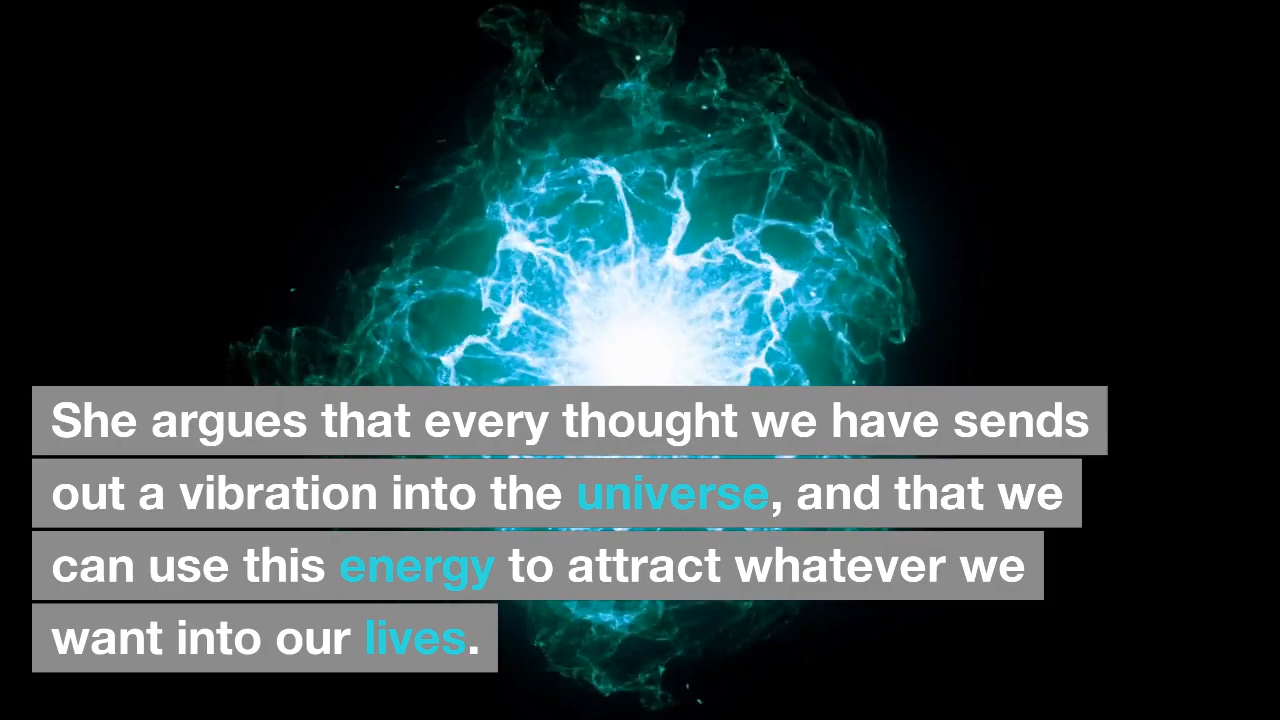 She argues that every thought we have sends
out a vibration into the universe, and that we
can use this energy to attract whatever we
want into our lives.